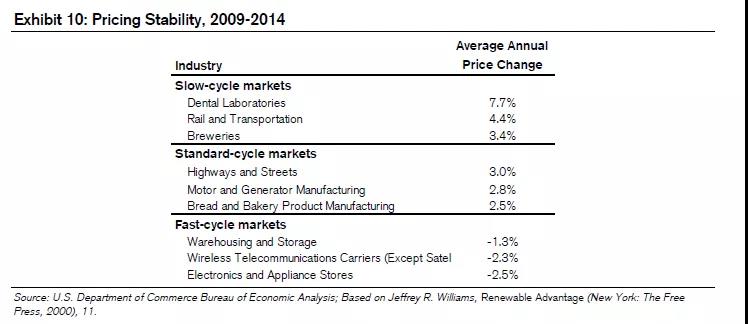 Exhibit 10: Pricing Stability, 2009-2014
Average Annual
Industry Price Change
Slow-cycle markets
Dental Laboratories 7.7%
Rail and Transportation 4.4%
Breweries 3.4%
Standard-cycle markets
Highways and Streets 3.0%
Motor and Generator Manufacturing 2.8%
Bread and Bakery Product Manufacturing 2.5%
Fast-cycle markets
Warehousing and Storage -1.3%
Wireless Telecommunications Carriers (Except Satel -2.3%
Electronics and Appliance Stores -2.5%
Source: U.S. Department of Commerce Bureau of Economic Analysis; Based on Jeffrey R. Williams, Renewable Advantage (New York: The Free
Press, 2000), 11.